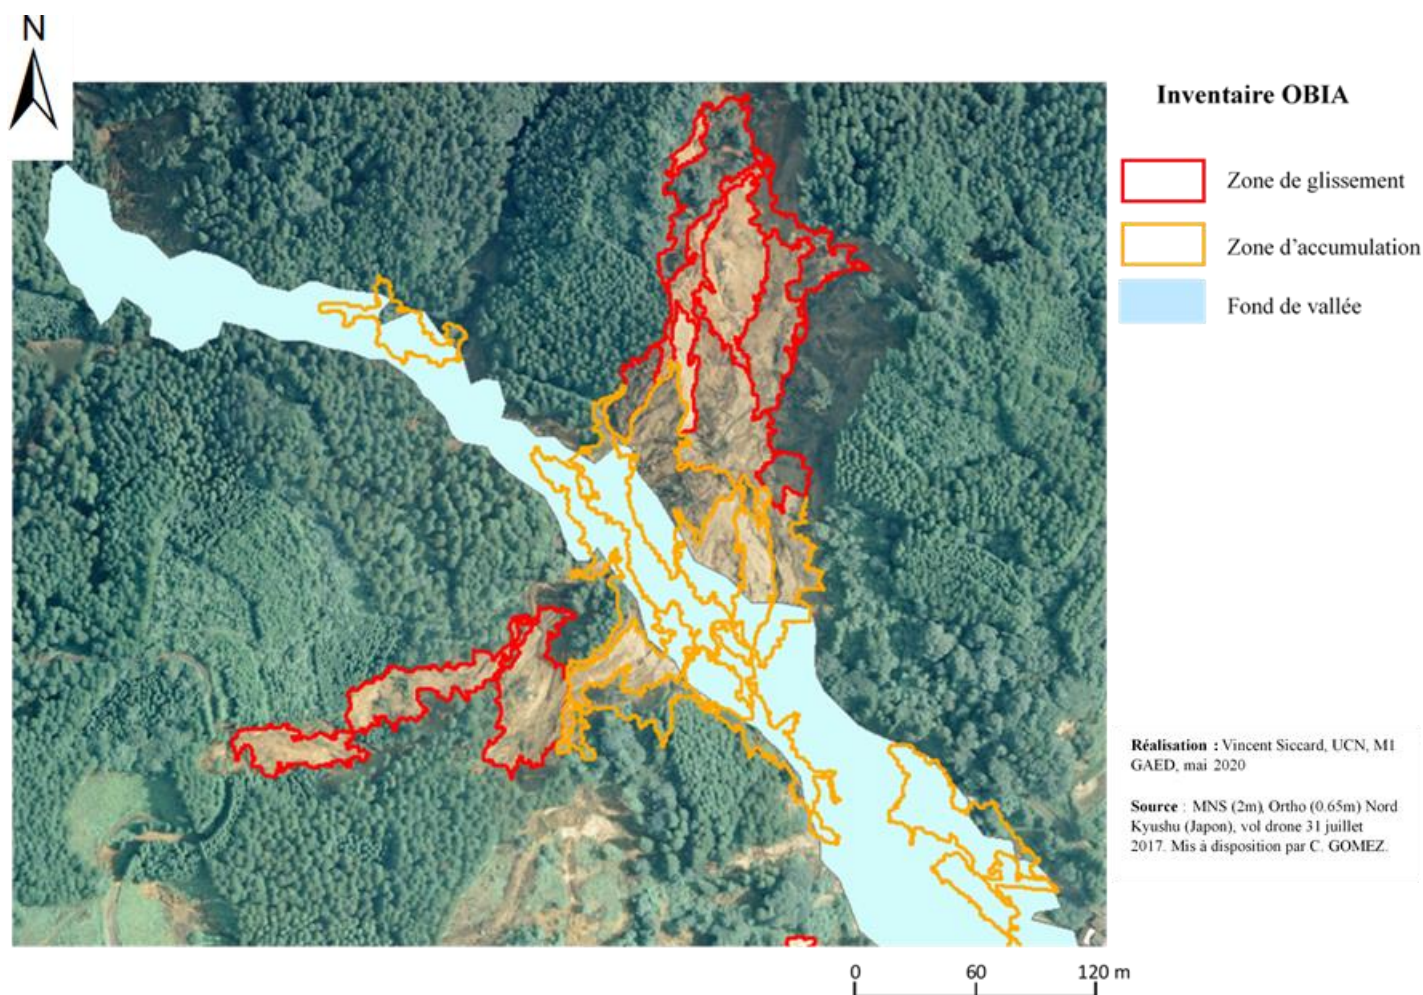 N
Inventaire OBIA
Zone de glissement
Zone d'accumulation
Fond de vallée
Réalisation : Vincent Siccard, UCN, M1
GAED, mai 2020
Source : MNS (2m), Ortho (0.65m) Nord
Kyushu (Japon), vol drone 31 juillet
2017. Mis à disposition par C. GOMEZ.
0 60 120 m